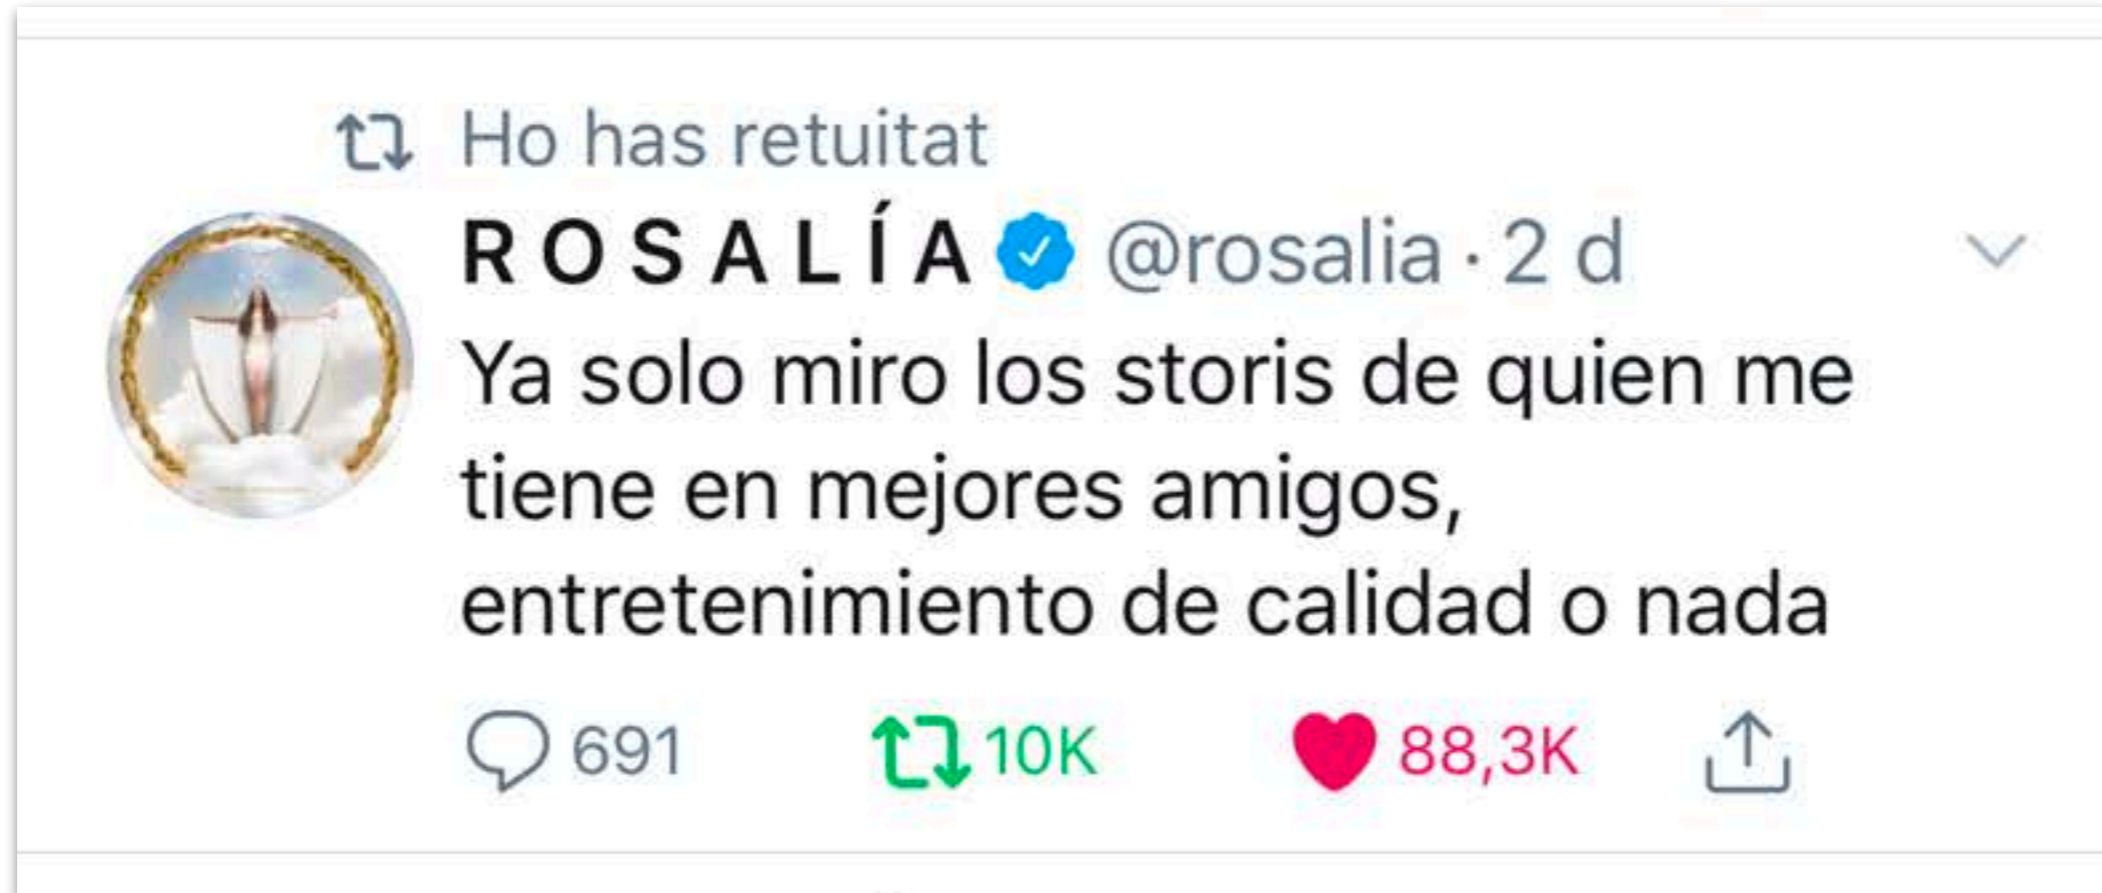 Ho has retuitat
R O S A L Í A @rosalia · 2 d
Ya solo miro los storis de quien me
tiene en mejores amigos,
entretenimiento de calidad o nada
691 10K 88,3K